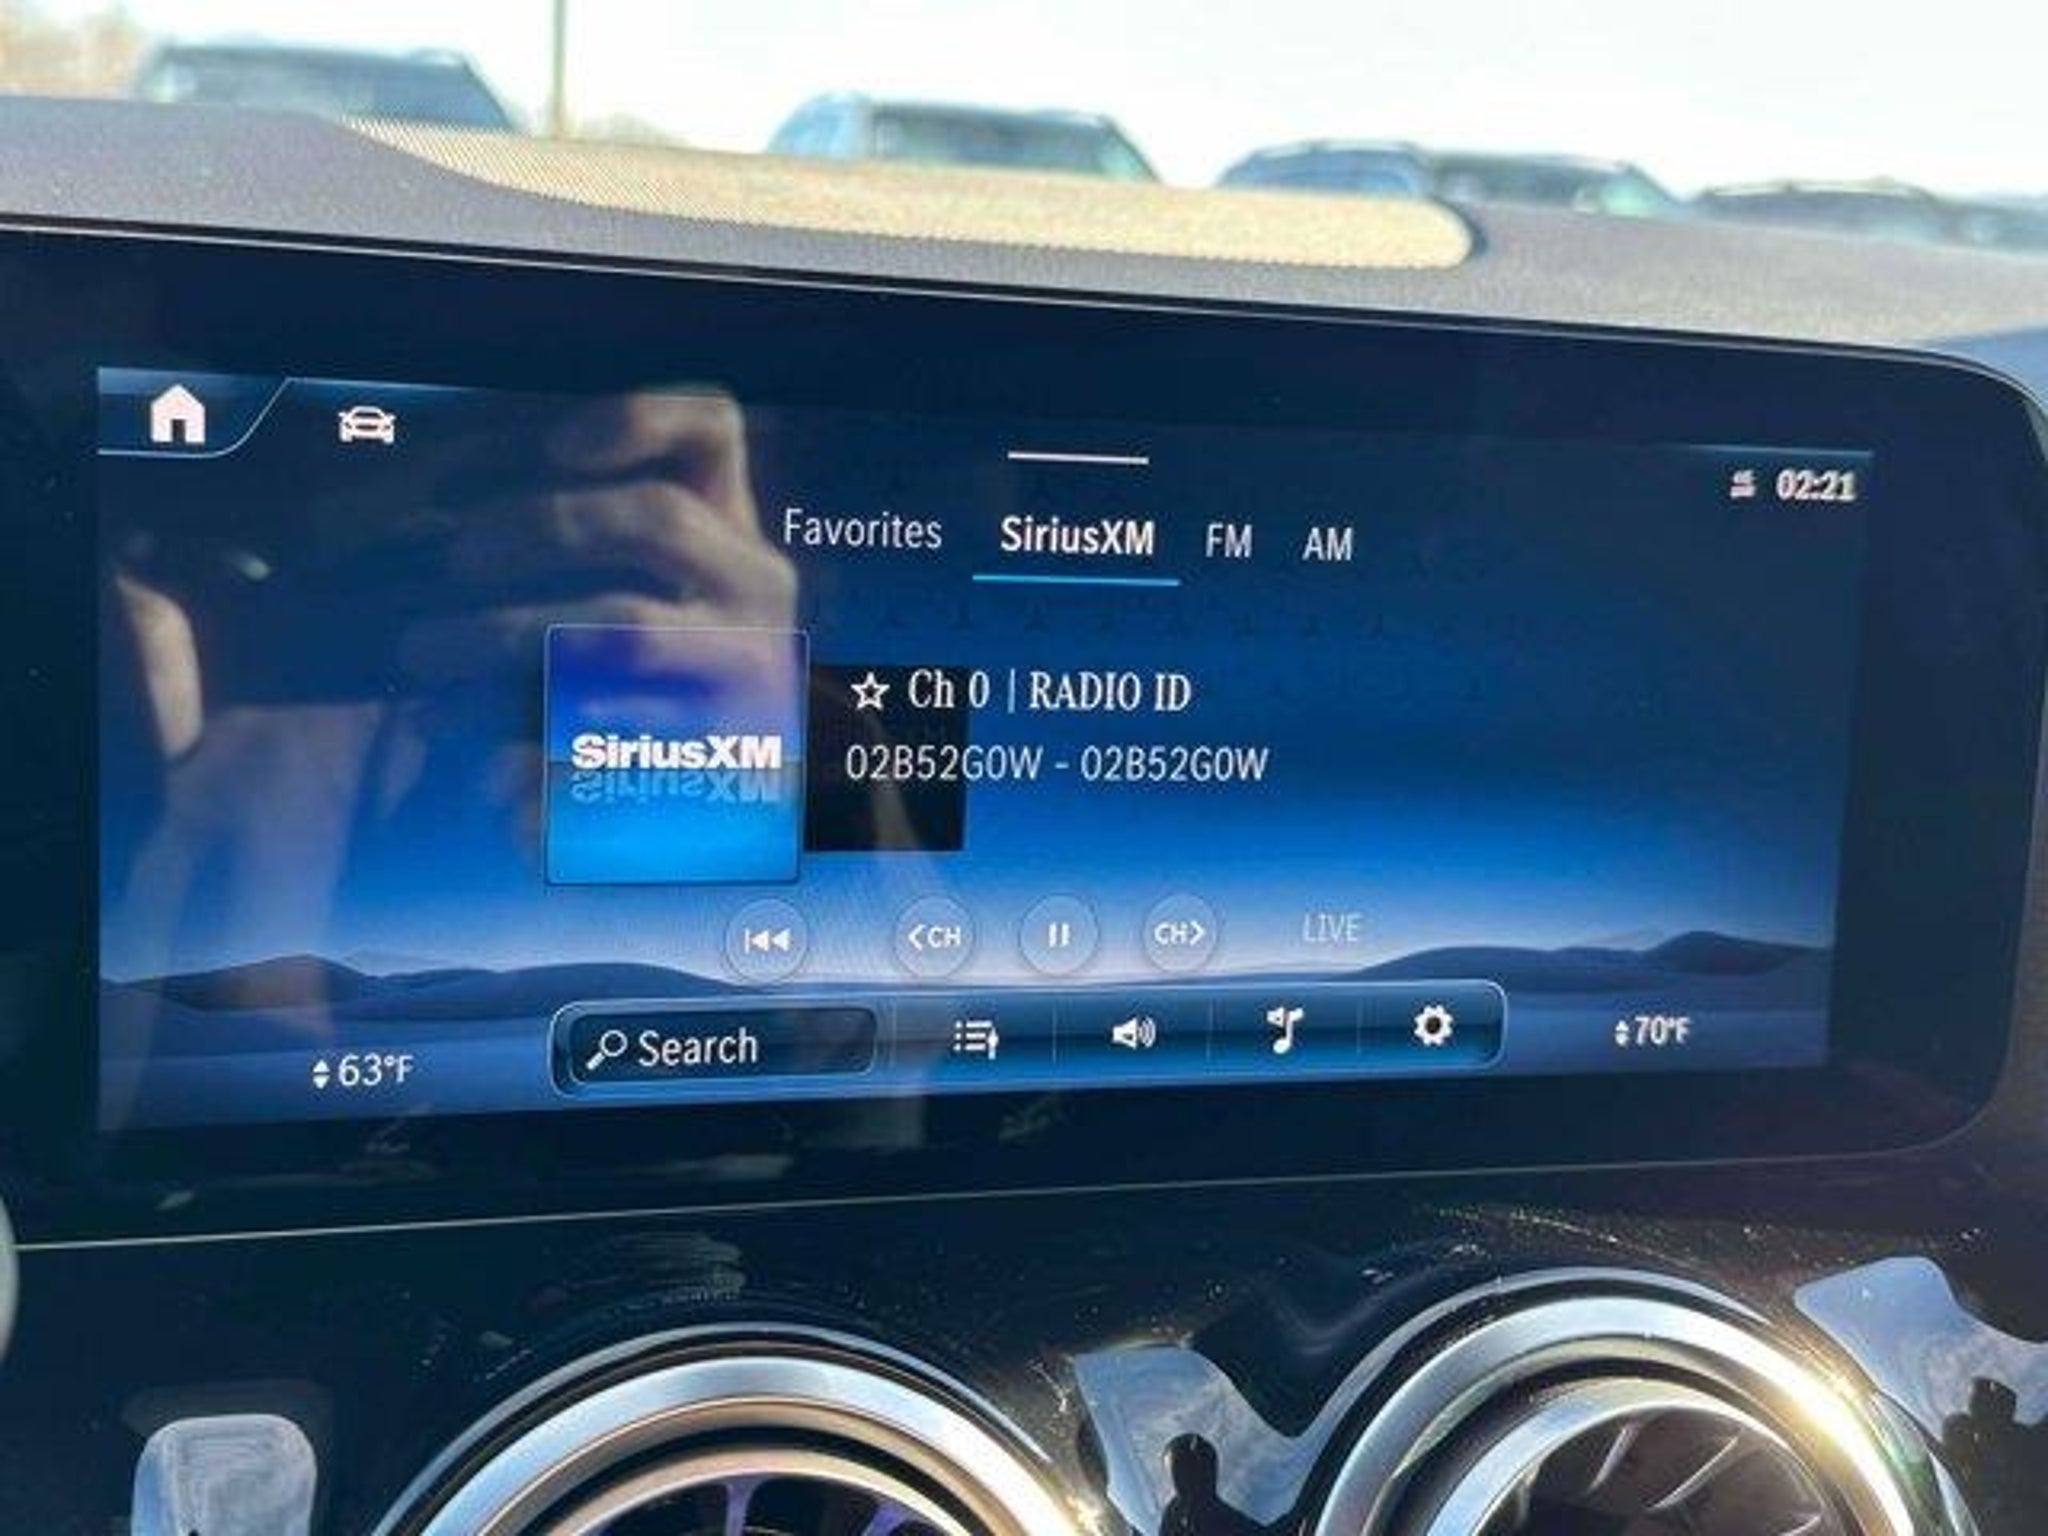 02:21
Favorites SiriusXM FM AM
Ch 0 | RADIO ID
SiriusXM
02B52G0W - 02B52G0W
<CH CH> LIVE
63°F Search 70°F